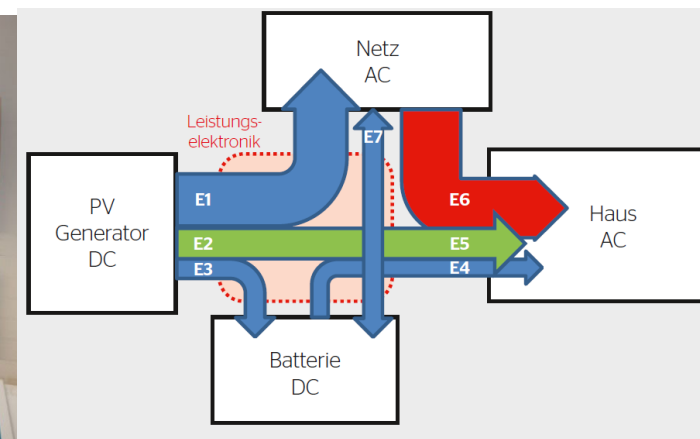 Netz
AC
Leistungs-
elektronik
E7
PV
Generator
DC
E1
E6
Haus
AC
E2
E5
E3
E4
Batterie
DC